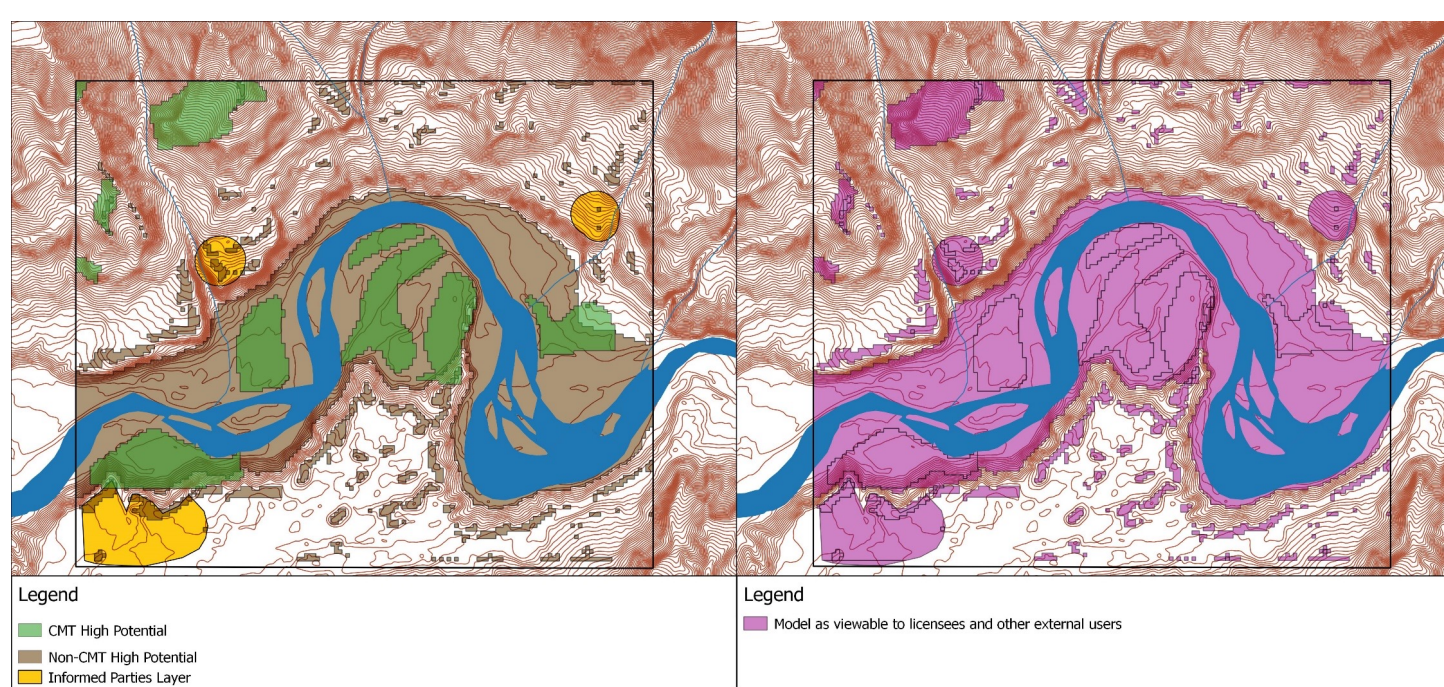 Legend
CMT High Potential
Non-CMT High Potential
Informed Parties Layer
Legend
Model as viewable to licensees and other external users